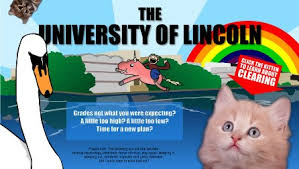 THE
UNIVERSITY OF LINCOLN
CLICK THE KITTEN
TO LEARN MORE ABOUT
CLEARING
Grades not what you were expecting?
A little too high? A little too low?
Time for a new plan?